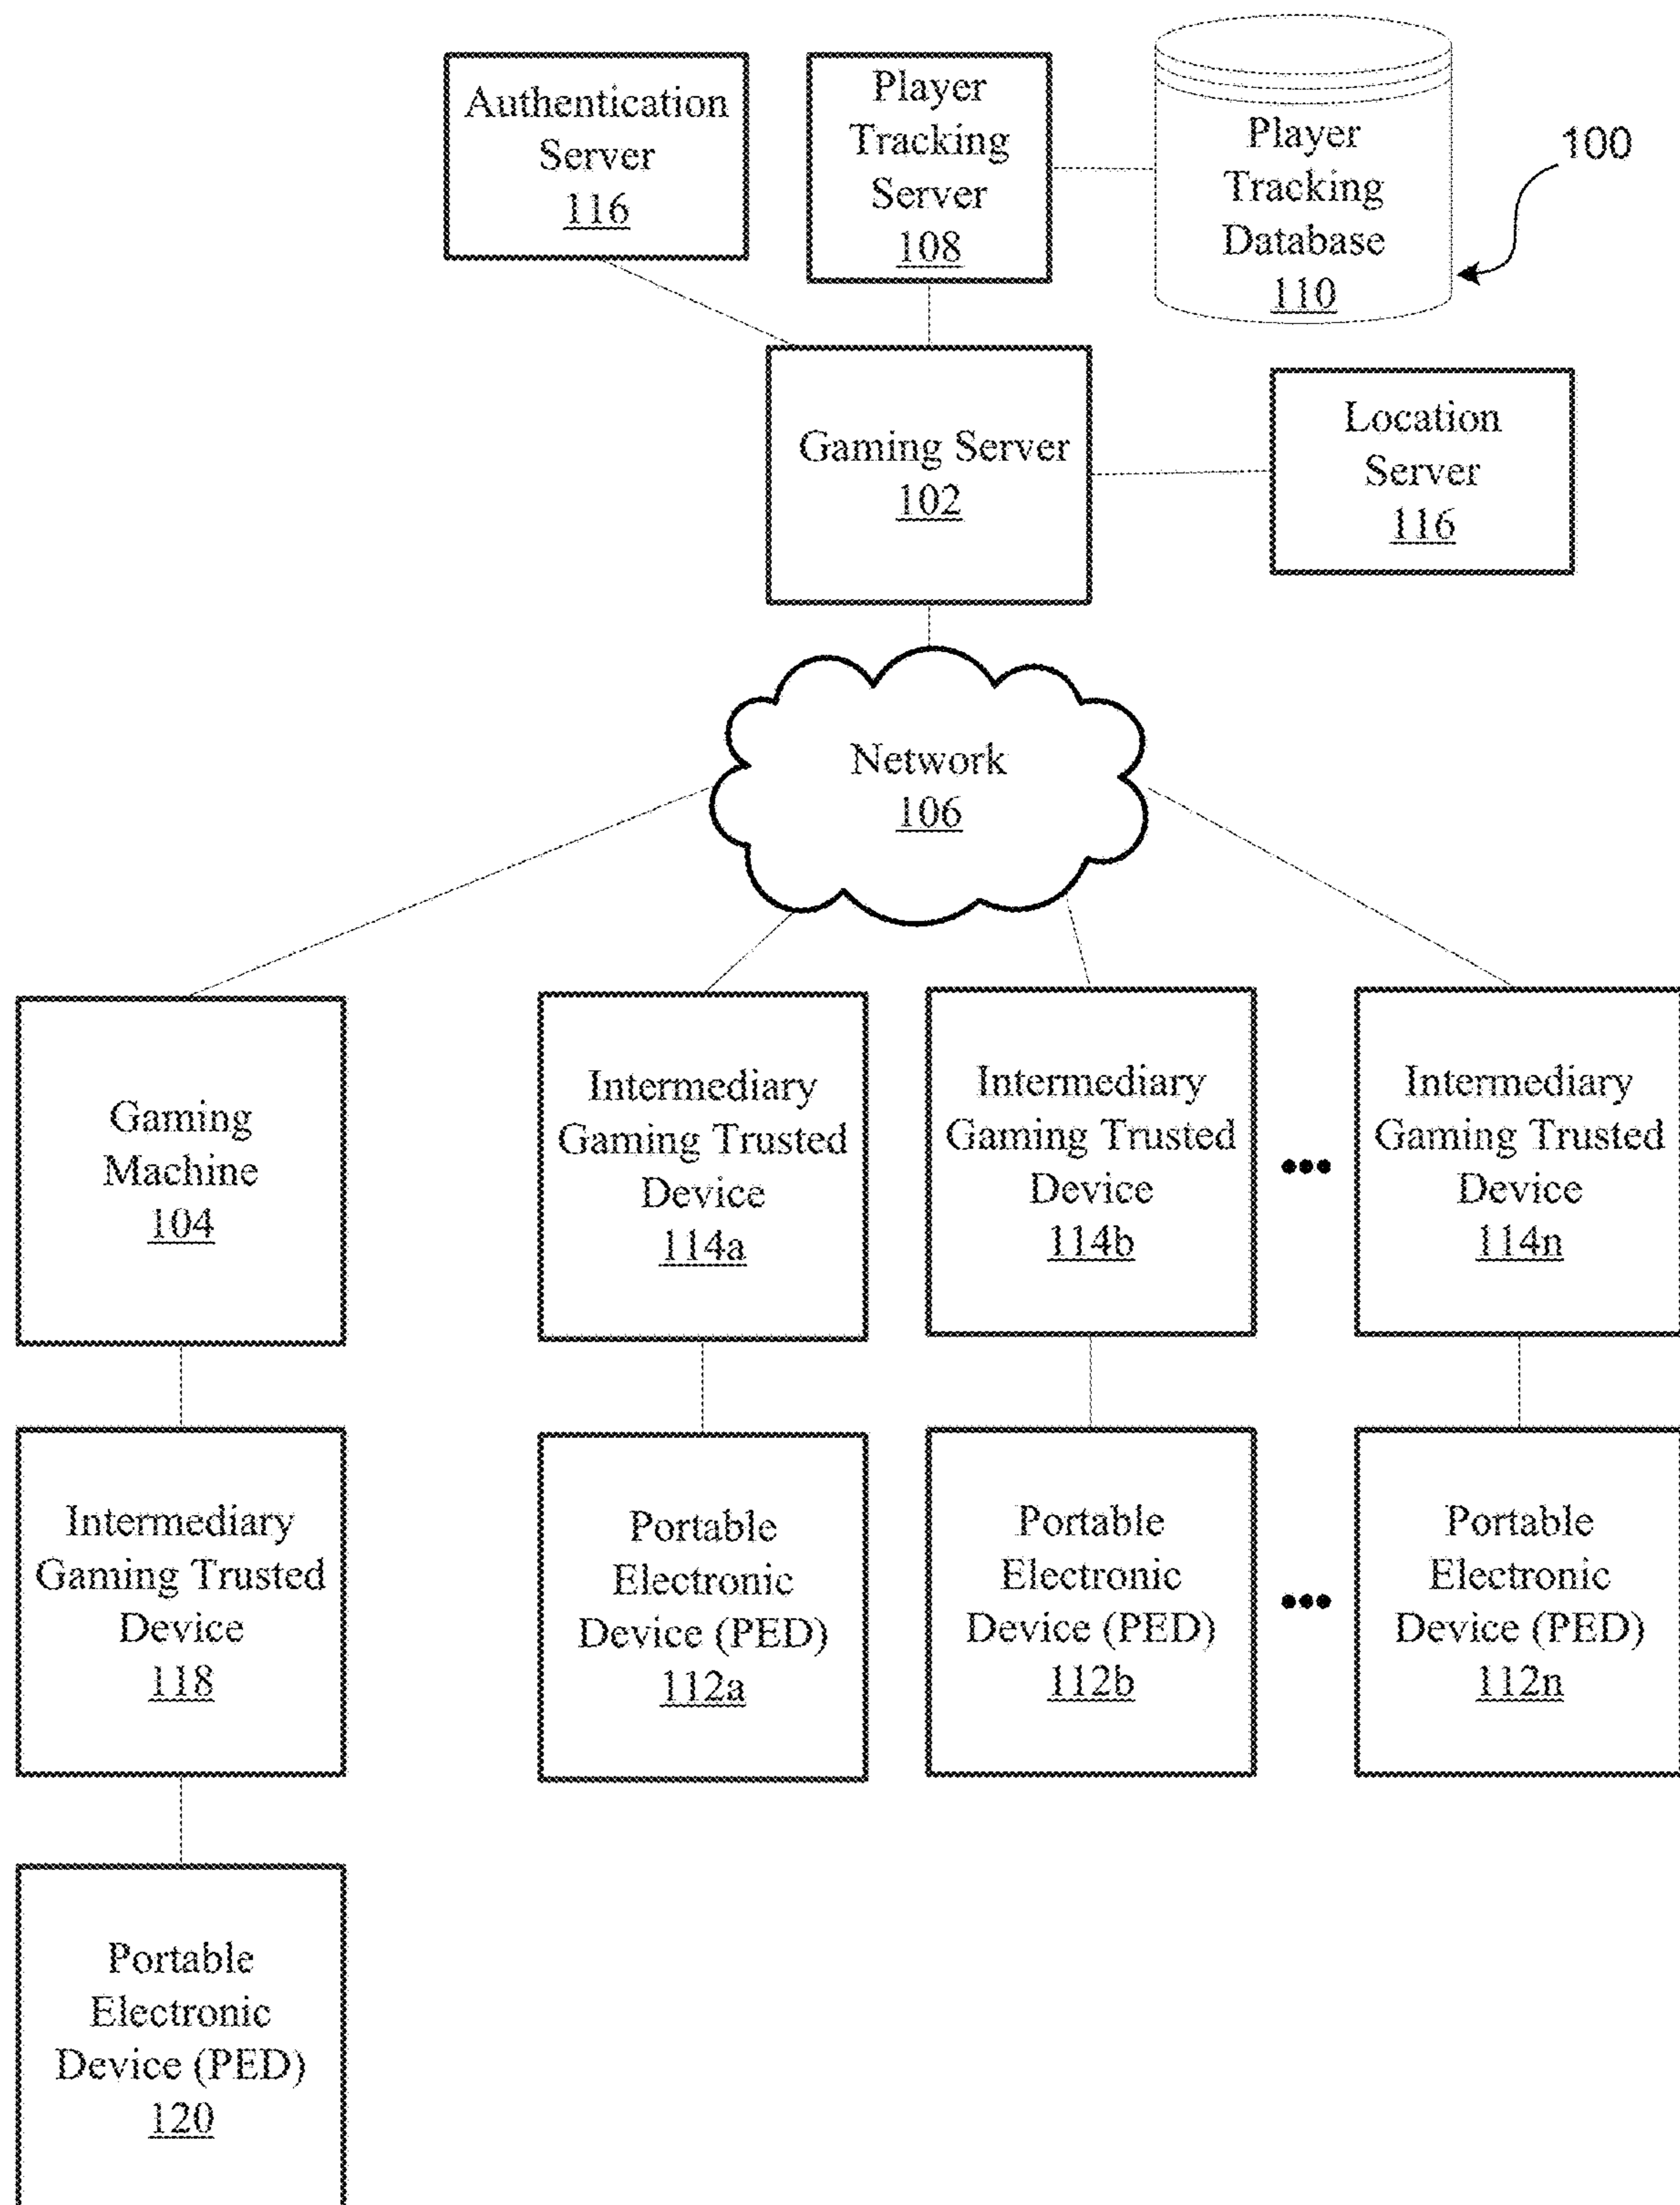 Authentication
Server
116
Player
Tracking
Server
108
Player
Tracking
Database
110
100
Gaming Server
102
Location
Server
116
Network
106
Gaming
Machine
104
Intermediary
Gaming Trusted
Device
114a
Intermediary
Gaming Trusted
Device
114b
•••
Intermediary
Gaming Trusted
Device
114n
Intermediary
Gaming Trusted
Device
118
Portable
Electronic
Device (PED)
112a
Portable
Electronic
Device (PED)
112b
•••
Portable
Electronic
Device (PED)
112n
Portable
Electronic
Device (PED)
120